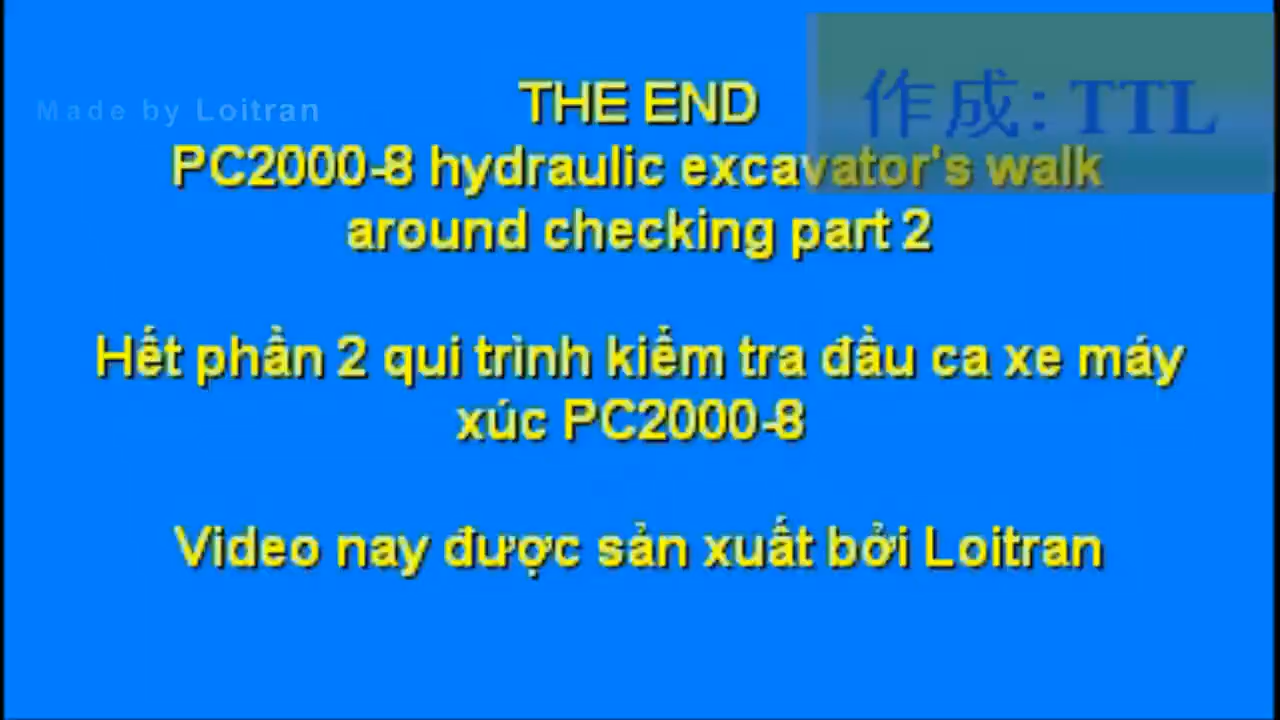 Made by Loitran
作成: TTL
THE END
PC2000-8 hydraulic excavator's walk
around checking part 2
Hết phần 2 qui trình kiểm tra đầu ca xe máy
xúc PC2000-8
Video nay được sản xuất bởi Loitran